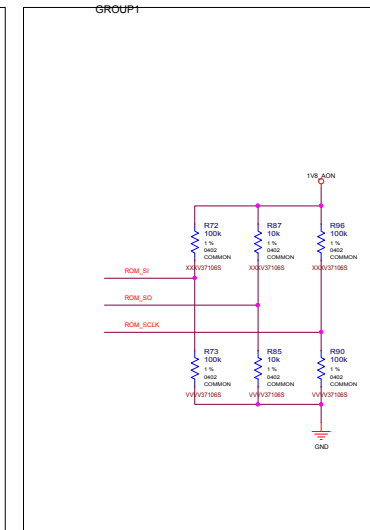 GROUP1
1V8_AON
R72
100k
1 %
0402
COMMON
XXXV37106S
R87
10k
1 %
0402
COMMON
XXXV37106S
R96
100k
1 %
0402
COMMON
XXXV37106S
ROM_SI
ROM_SO
ROM_SCLK
R73
100k
1 %
0402
COMMON
VVVV37106S
R85
10k
1 %
0402
COMMON
VVVV37106S
R90
100k
1 %
0402
COMMON
VVVV37106S
GND